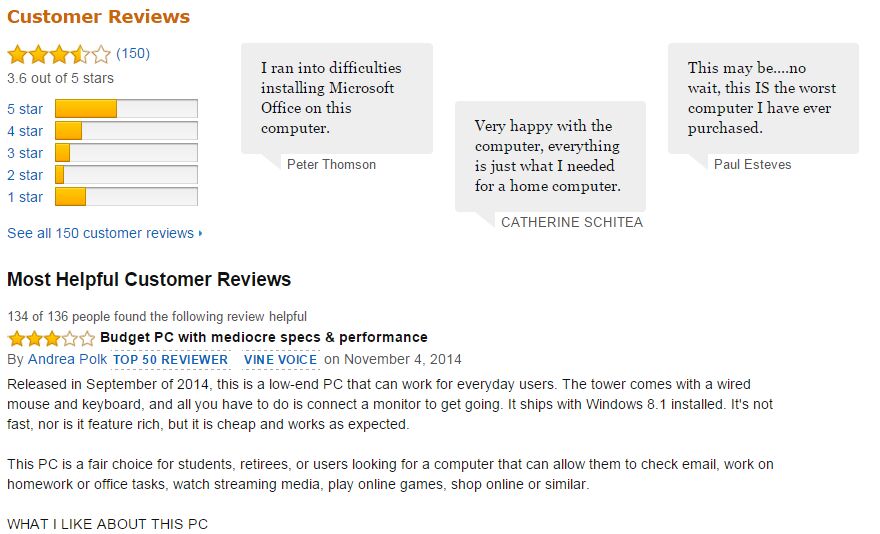 Customer Reviews
(150)
3.6 out of 5 stars
5 star
4 star
3 star
2 star
1 star
See all 150 customer reviews
I ran into difficulties
installing Microsoft
Office on this
computer.
Peter Thomson
Very happy with the
computer, everything
is just what I needed
for a home computer.
CATHERINE SCHITEA
This may be....no
wait, this IS the worst
computer I have ever
purchased.
Paul Esteves
Most Helpful Customer Reviews
134 of 136 people found the following review helpful
Budget PC with mediocre specs & performance
By Andrea Polk TOP 50 REVIEWER VINE VOICE on November 4, 2014
Released in September of 2014, this is a low-end PC that can work for everyday users. The tower comes with a wired
mouse and keyboard, and all you have to do is connect a monitor to get going. It ships with Windows 8.1 installed. It's not
fast, nor is it feature rich, but it is cheap and works as expected.
This PC is a fair choice for students, retirees, or users looking for a computer that can allow them to check email, work on
homework or office tasks, watch streaming media, play online games, shop online or similar.
WHAT I LIKE ABOUT THIS PC